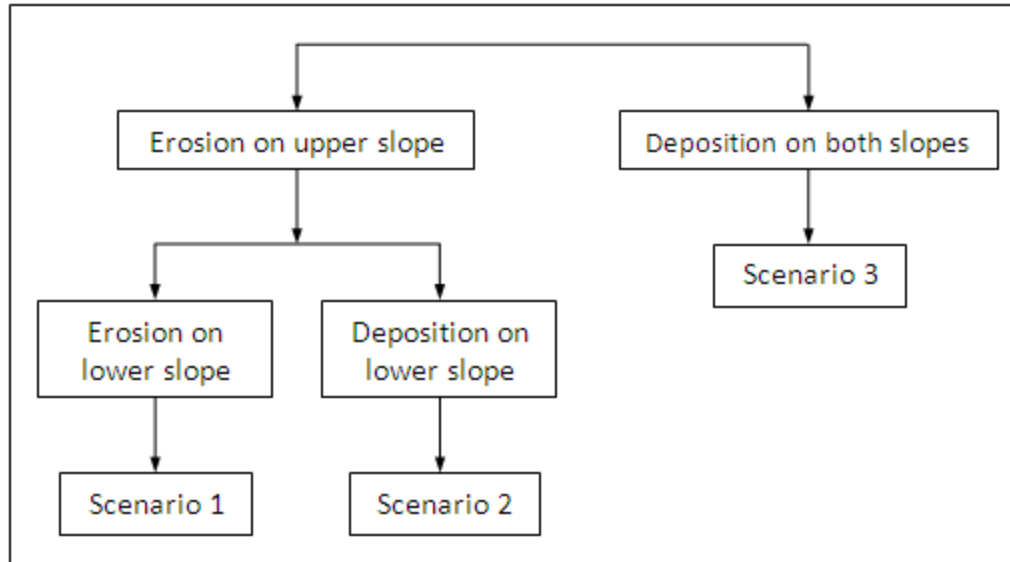 Erosion on upper slope
Deposition on both slopes
Scenario 3
Erosion on
lower slope
Deposition on
lower slope
Scenario 1
Scenario 2